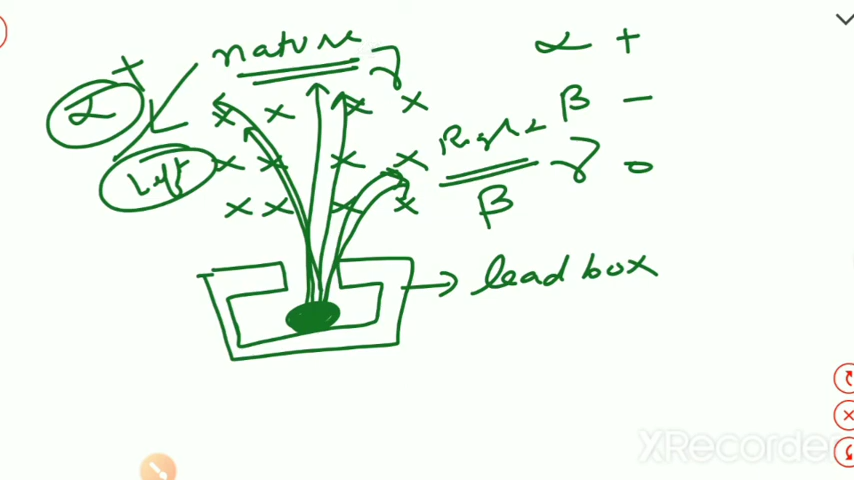 nature γ
α +
α +
β -
Right
Left
γ 0
β
→ lead box
XRecorder